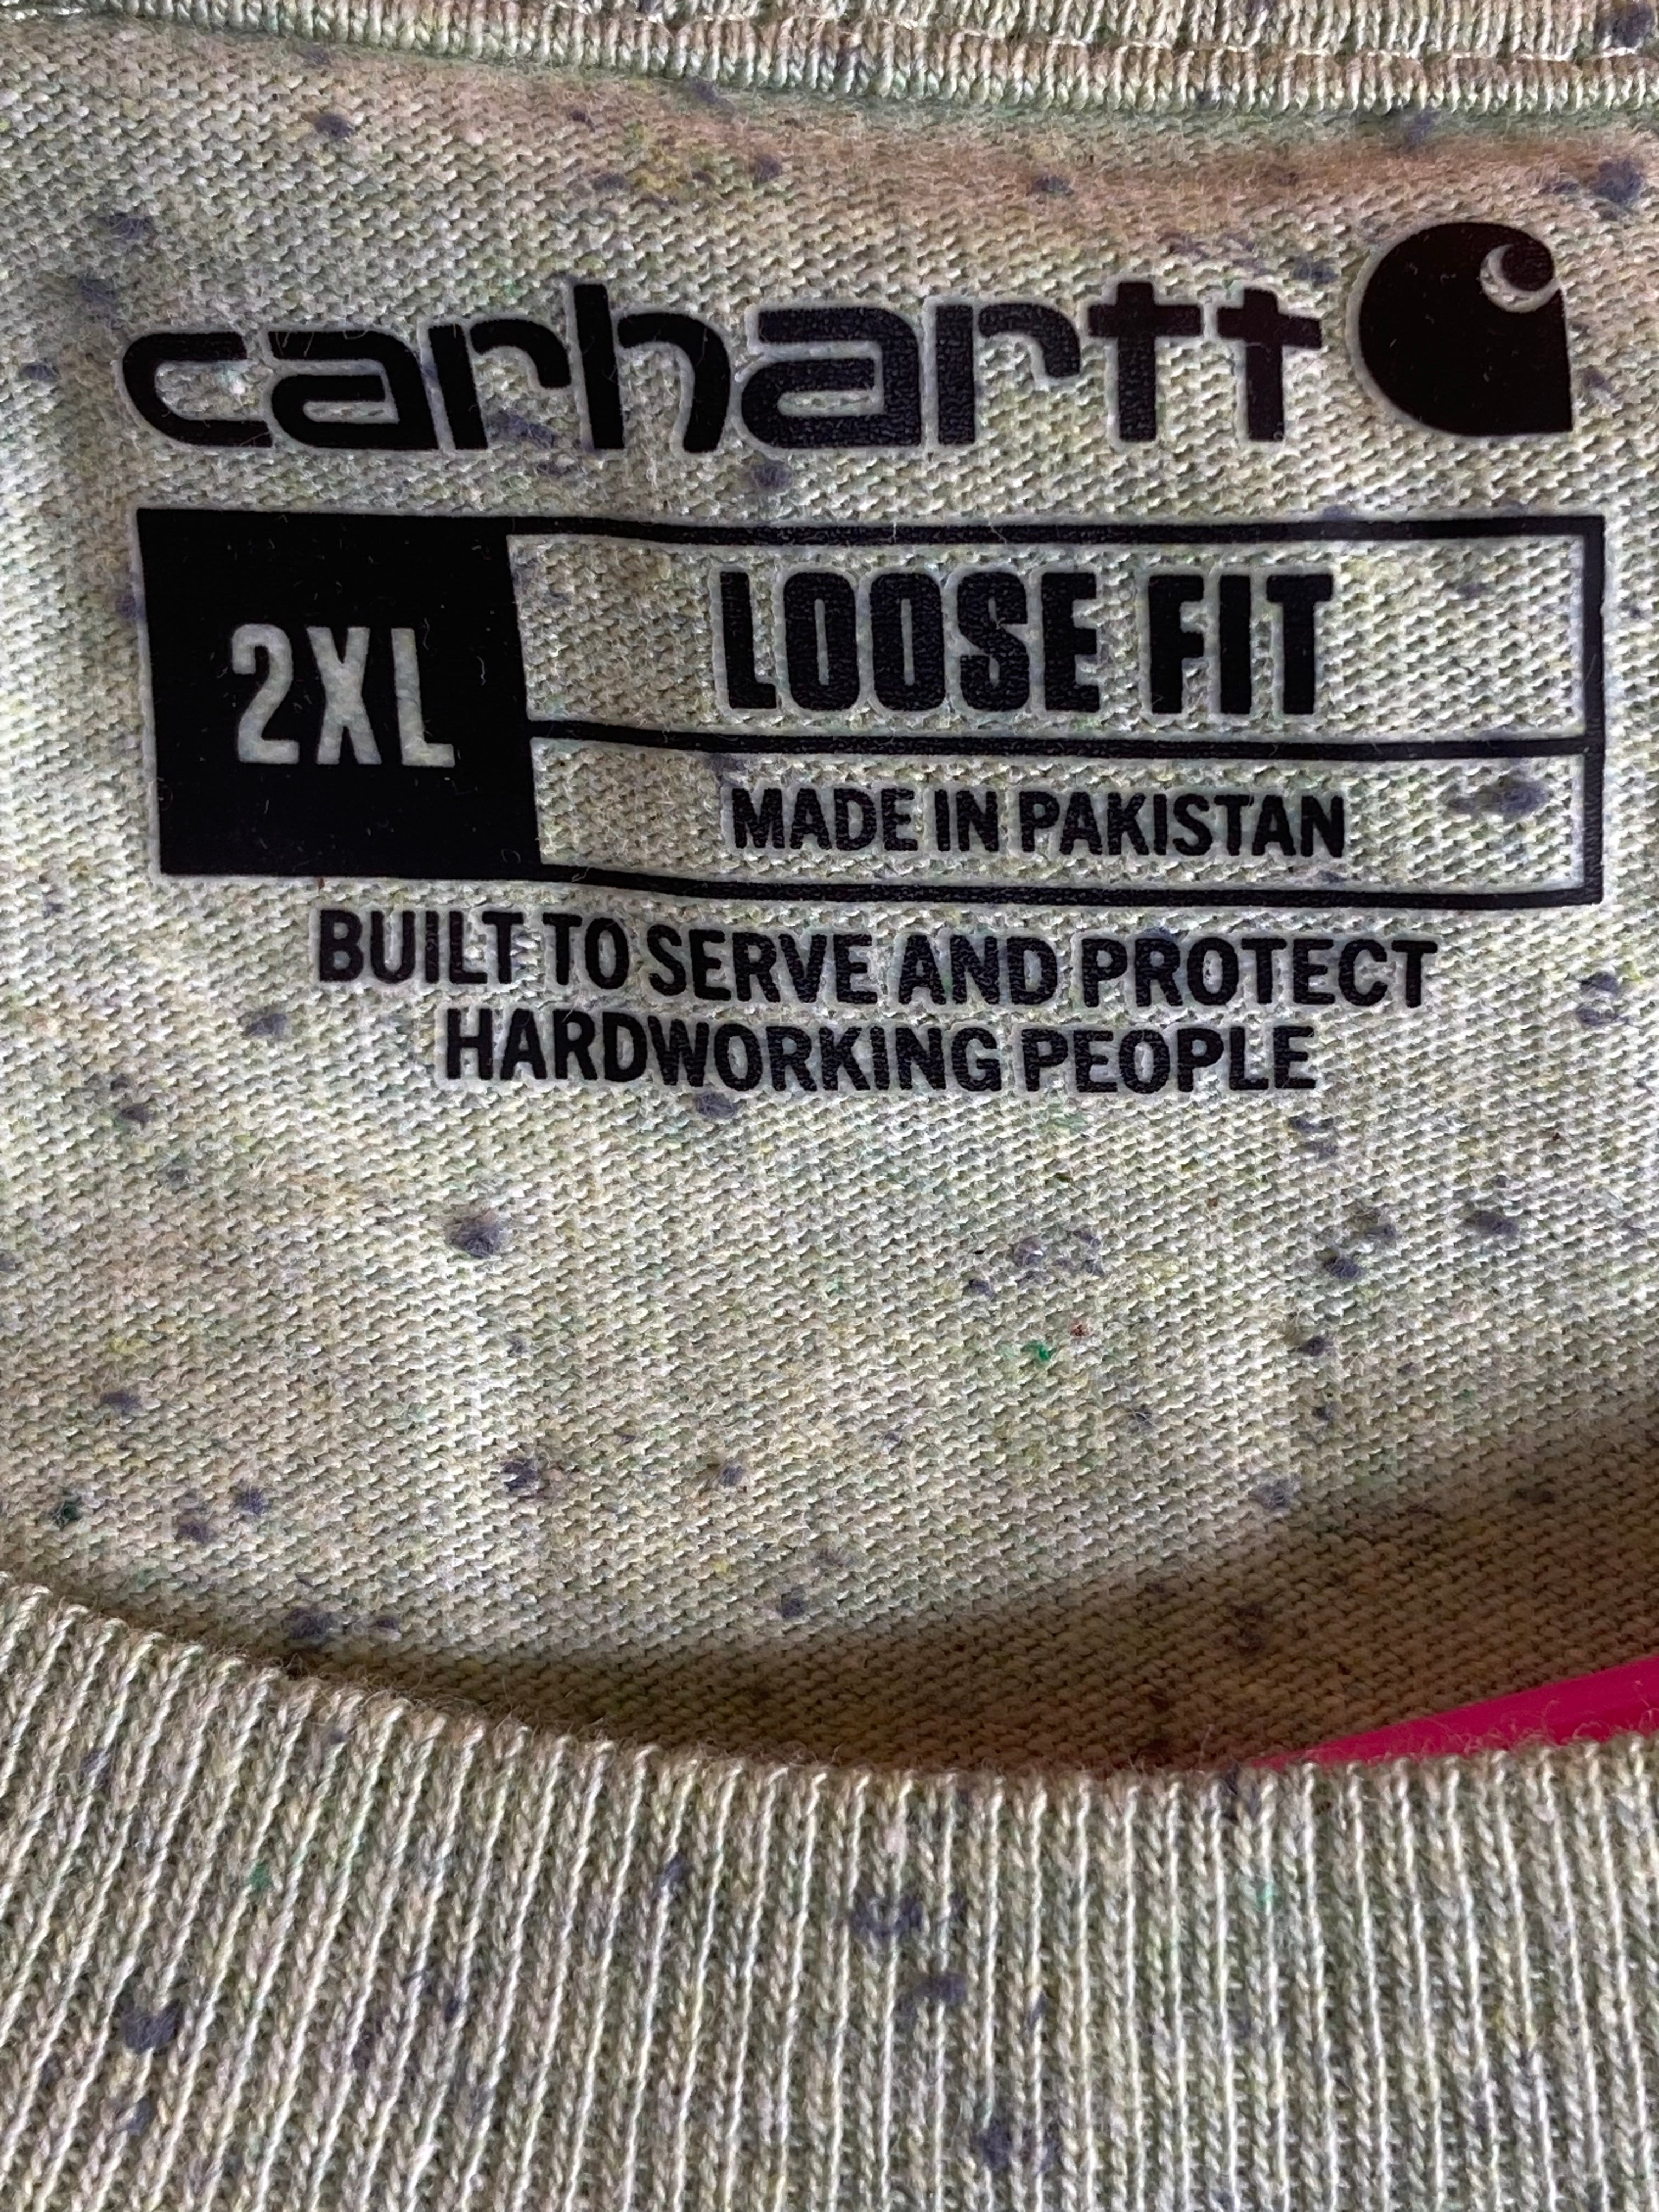 carhartt
2XL
LOOSE FIT
MADE IN PAKISTAN
BUILT TO SERVE AND PROTECT
HARDWORKING PEOPLE